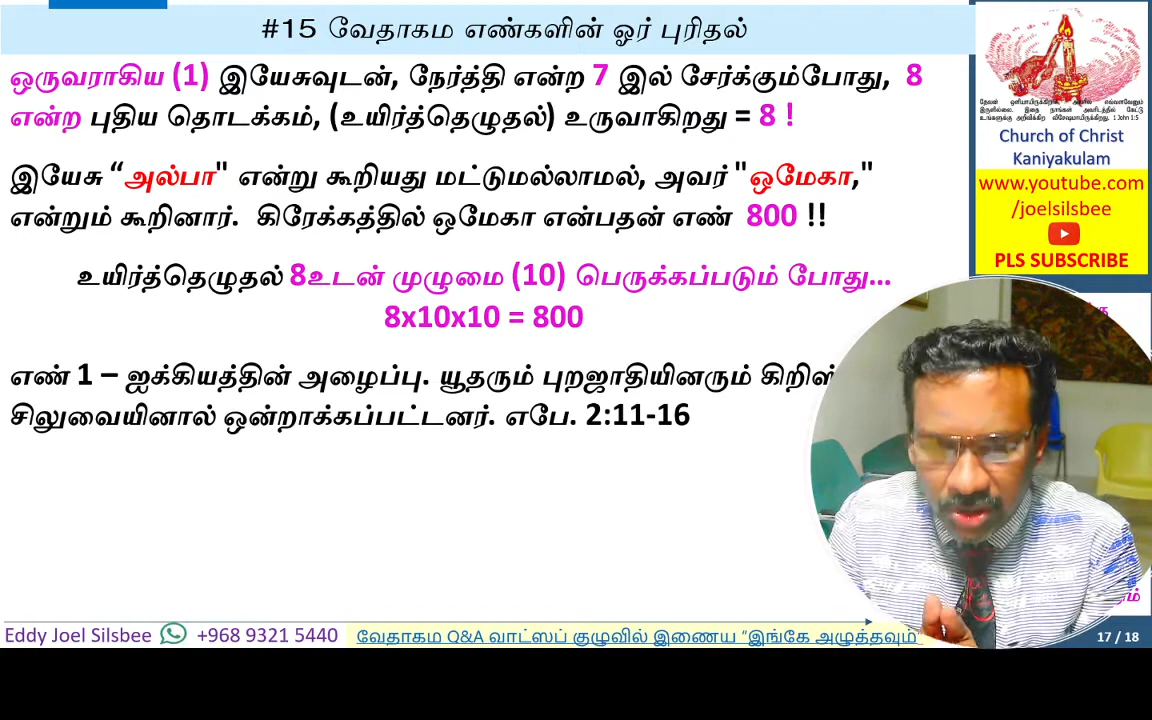 #15 வேதாகம எண்களின் ஓர் புரிதல்
ஒருவராகிய (1) இயேசுவுடன், நேர்த்தி என்ற 7 இல் சேர்க்கும்போது, 8
என்ற புதிய தொடக்கம், (உயிர்த்தெழுதல்) உருவாகிறது = 8 !
இயேசு “அல்பா" என்று கூறியது மட்டுமல்லாமல், அவர் "ஒமேகா,"
என்றும் கூறினார். கிரேக்கத்தில் ஒமேகா என்பதன் எண் 800 !!
உயிர்த்தெழுதல் 8உடன் முழுமை (10) பெருக்கப்படும் போது...
8x10x10 = 800
எண் 1 – ஐக்கியத்தின் அழைப்பு. யூதரும் புறஜாதியினரும்
சிலுவையினால் ஒன்றாக்கப்பட்டனர். எபே. 2:11-16
1 John 1:5
Church of Christ
Kaniyakulam
www.youtube.com
/joelsilsbee
PLS SUBSCRIBE
Eddy Joel Silsbee +968 9321 5440 வேதாகம Q&A வாட்ஸப் குழுவில் இணைய "இங்கே அழுத்தவும்"
17 / 18